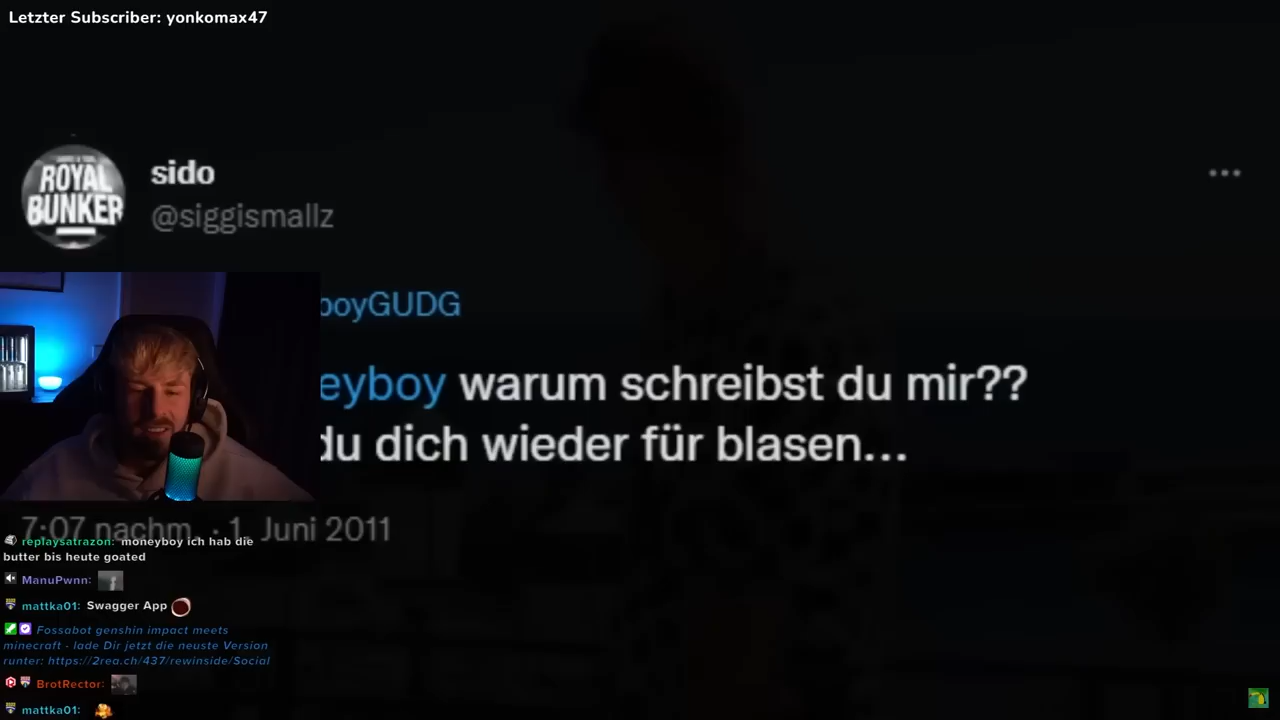 Letzter Subscriber: yonkomax47
ROYAL
BUNKER
sido
@siggismallz
boyGUDG
eyboy warum schreibst du mir??
du dich wieder für blasen...
7:07 nachm. · 1. Juni 2011
replaysatrazon: moneyboy ich hab die
butter bis heute goated
ManuPwnn:
mattka01: Swagger App
Fossabot genshin impact meets
minecraft - lade Dir jetzt die neuste Version
runter: https://2rea.ch/437/rewinside/Social
BrotRector:
mattka01: